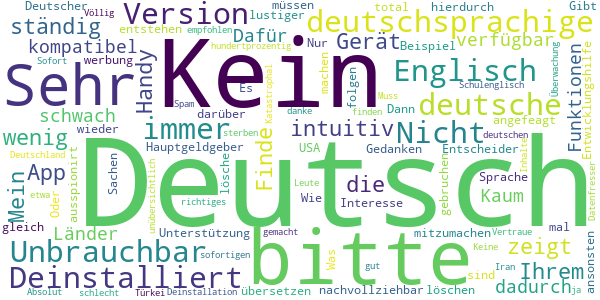 Deutscher Völlig lustiger müssen total hierdurch Gibt
ständig Version entstehen empfohlen deutschsprachige
kompatibel Dafür Nur Gerät Beispiel verfügbar
Sofort werbung hundertprozentig machen folgen Schulenglisch Überwachung
Sehr Handy Kein Es Katastrophal Englisch Funktionen Entwicklungshilfe
Spam darüber danke Dann Muss deutsche
schwach wieder sterben finden angefeagt
wenig immer intuitiv Nicht deutschen
Deutschland Hauptgeldgeber Finde USA Gedanken Entscheider
App ausspioniert Sachen lösche die gebruchen Sprache Inhalte Datenfresser
Mein Oder etwa unübersichtlich Deutsch Leute Wie Interesse Kaum
gleich Länder Unterstützung richtiges mitzumachen mal
Unbrauchbar sofortigen bitte gemacht Was Vertraue zeigt Ihrem ansonsten
Deinstalliert gut sind Iran Keine dadurch
Absolut schlecht Türkei Deinstallation übersetzen nachvollziehbar löschen ja